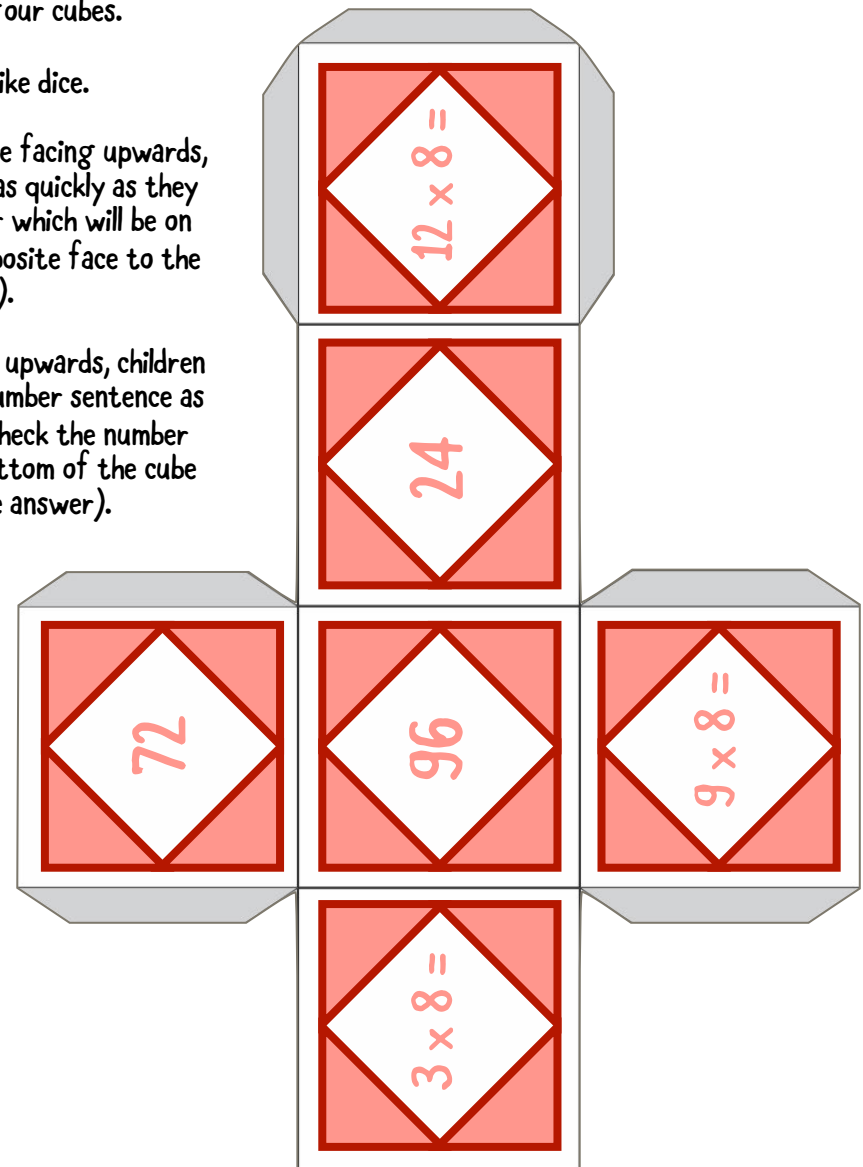 our cubes.
ike dice.
e facing upwards,
as quickly as they
which will be on
osite face to the
).
upwards, children
umber sentence as
heck the number
ttom of the cube
answer).
12 x 8 =
24
72
96
9 x 8 =
3 x 8 =